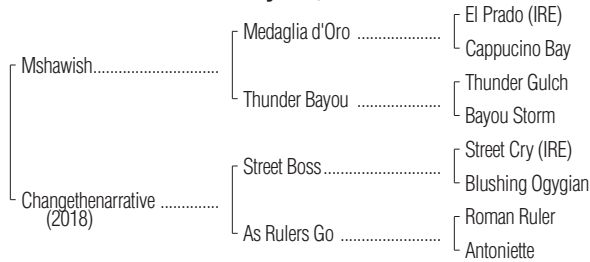 El Prado (IRE)
Medaglia d'Oro ....................
Cappucino Bay
Mshawish..............................
Thunder Gulch
Thunder Bayou ....................
Bayou Storm
Street Cry (IRE)
Street Boss............................
Blushing Ogygian
Changethenarrative ..............
(2018)
Roman Ruler
As Rulers Go ........................
Antoniette